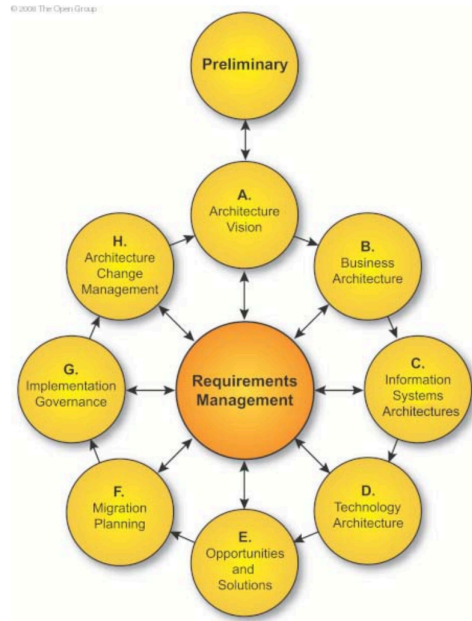 © 2008 The Open Group
Preliminary
A.
Architecture
Vision
H.
Architecture
Change
Management
B.
Business
Architecture
G.
Implementation
Governance
Requirements
Management
C.
Information
Systems
Architectures
F.
Migration
Planning
D.
Technology
Architecture
E.
Opportunities
and
Solutions